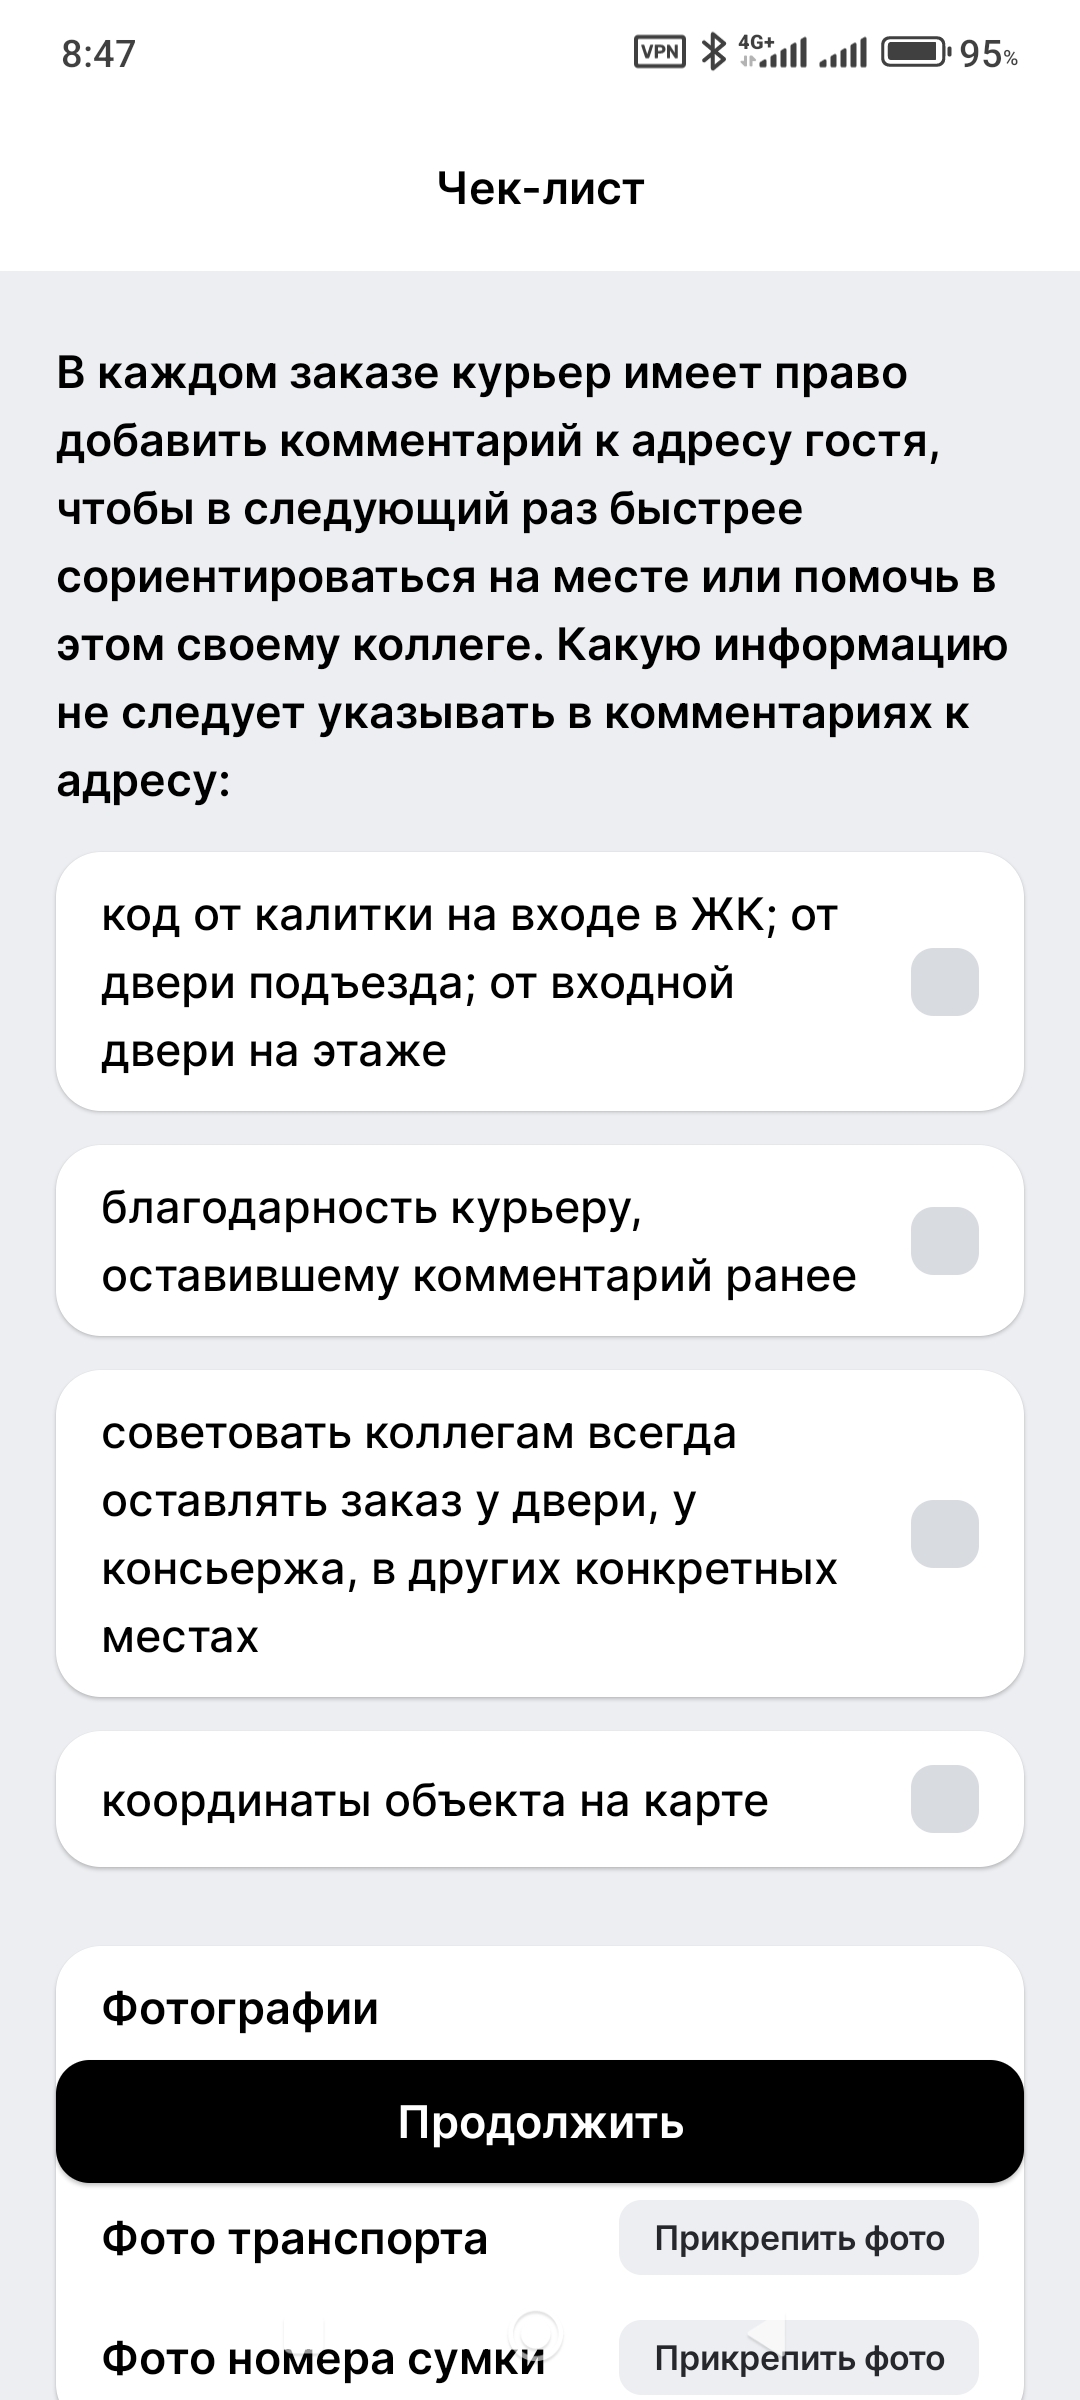 8:47
VPN 4G+ 95%
Чек-лист
В каждом заказе курьер имеет право
добавить комментарий к адресу гостя,
чтобы в следующий раз быстрее
сориентироваться на месте или помочь в
этом своему коллеге. Какую информацию
не следует указывать в комментариях к
адресу:
код от калитки на входе в ЖК; от
двери подъезда; от входной
двери на этаже
благодарность курьеру,
оставившему комментарий ранее
советовать коллегам всегда
оставлять заказ у двери, у
консьержа, в других конкретных
местах
координаты объекта на карте
Фотографии
Продолжить
Фото транспорта Прикрепить фото
Фото номера сумки Прикрепить фото